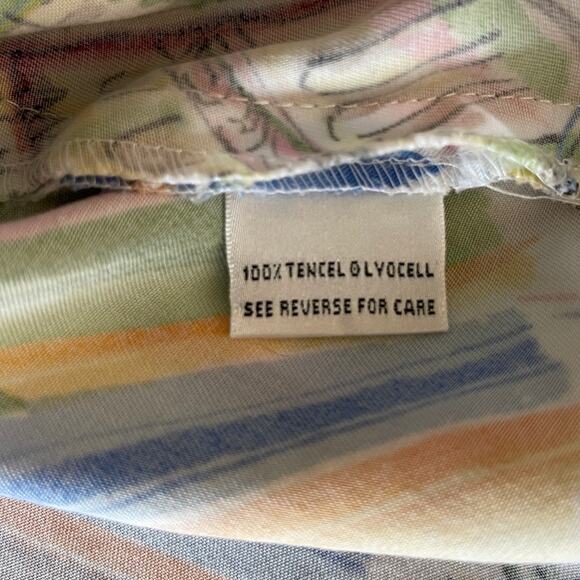 100% TENCEL ® LYOCELL
SEE REVERSE FOR CARE